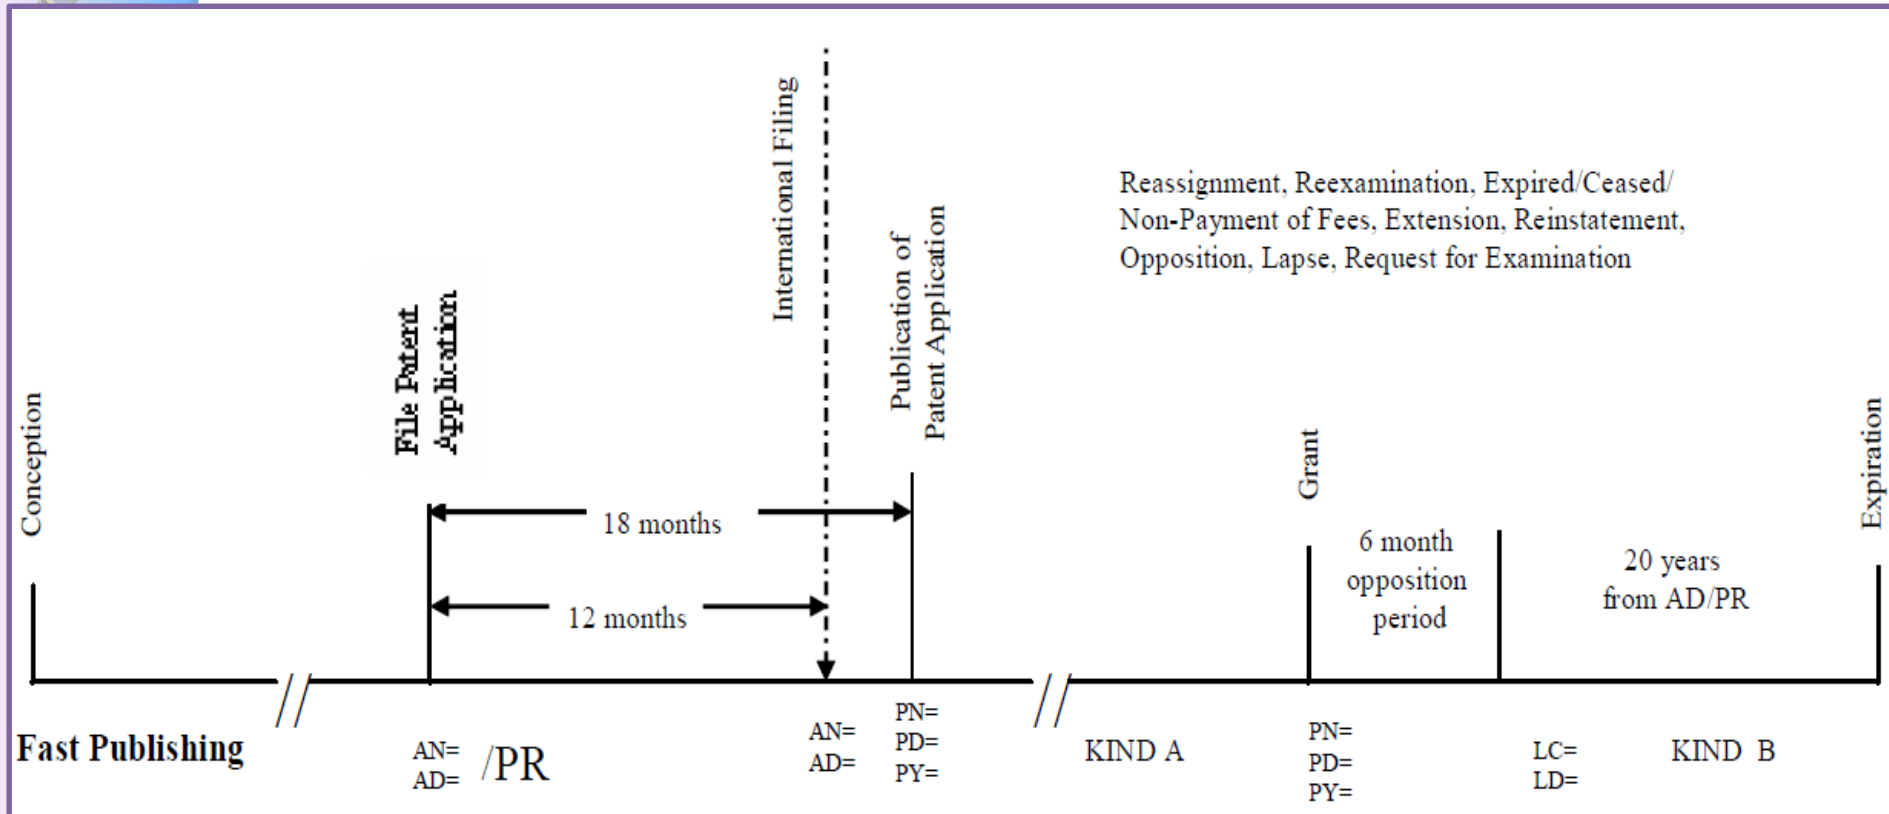 Conception
File Patent
Application
International Filing
Publication of
Patent Application
Reassignment, Reexamination, Expired/Ceased/
Non-Payment of Fees, Extension, Reinstatement,
Opposition, Lapse, Request for Examination
Grant
Expiration
18 months
12 months
6 month
opposition
period
20 years
from AD/PR
Fast Publishing
AN=
AD=
/PR
AN=
AD=
PN=
PD=
PY=
KIND A
PN=
PD=
PY=
LC=
LD=
KIND B